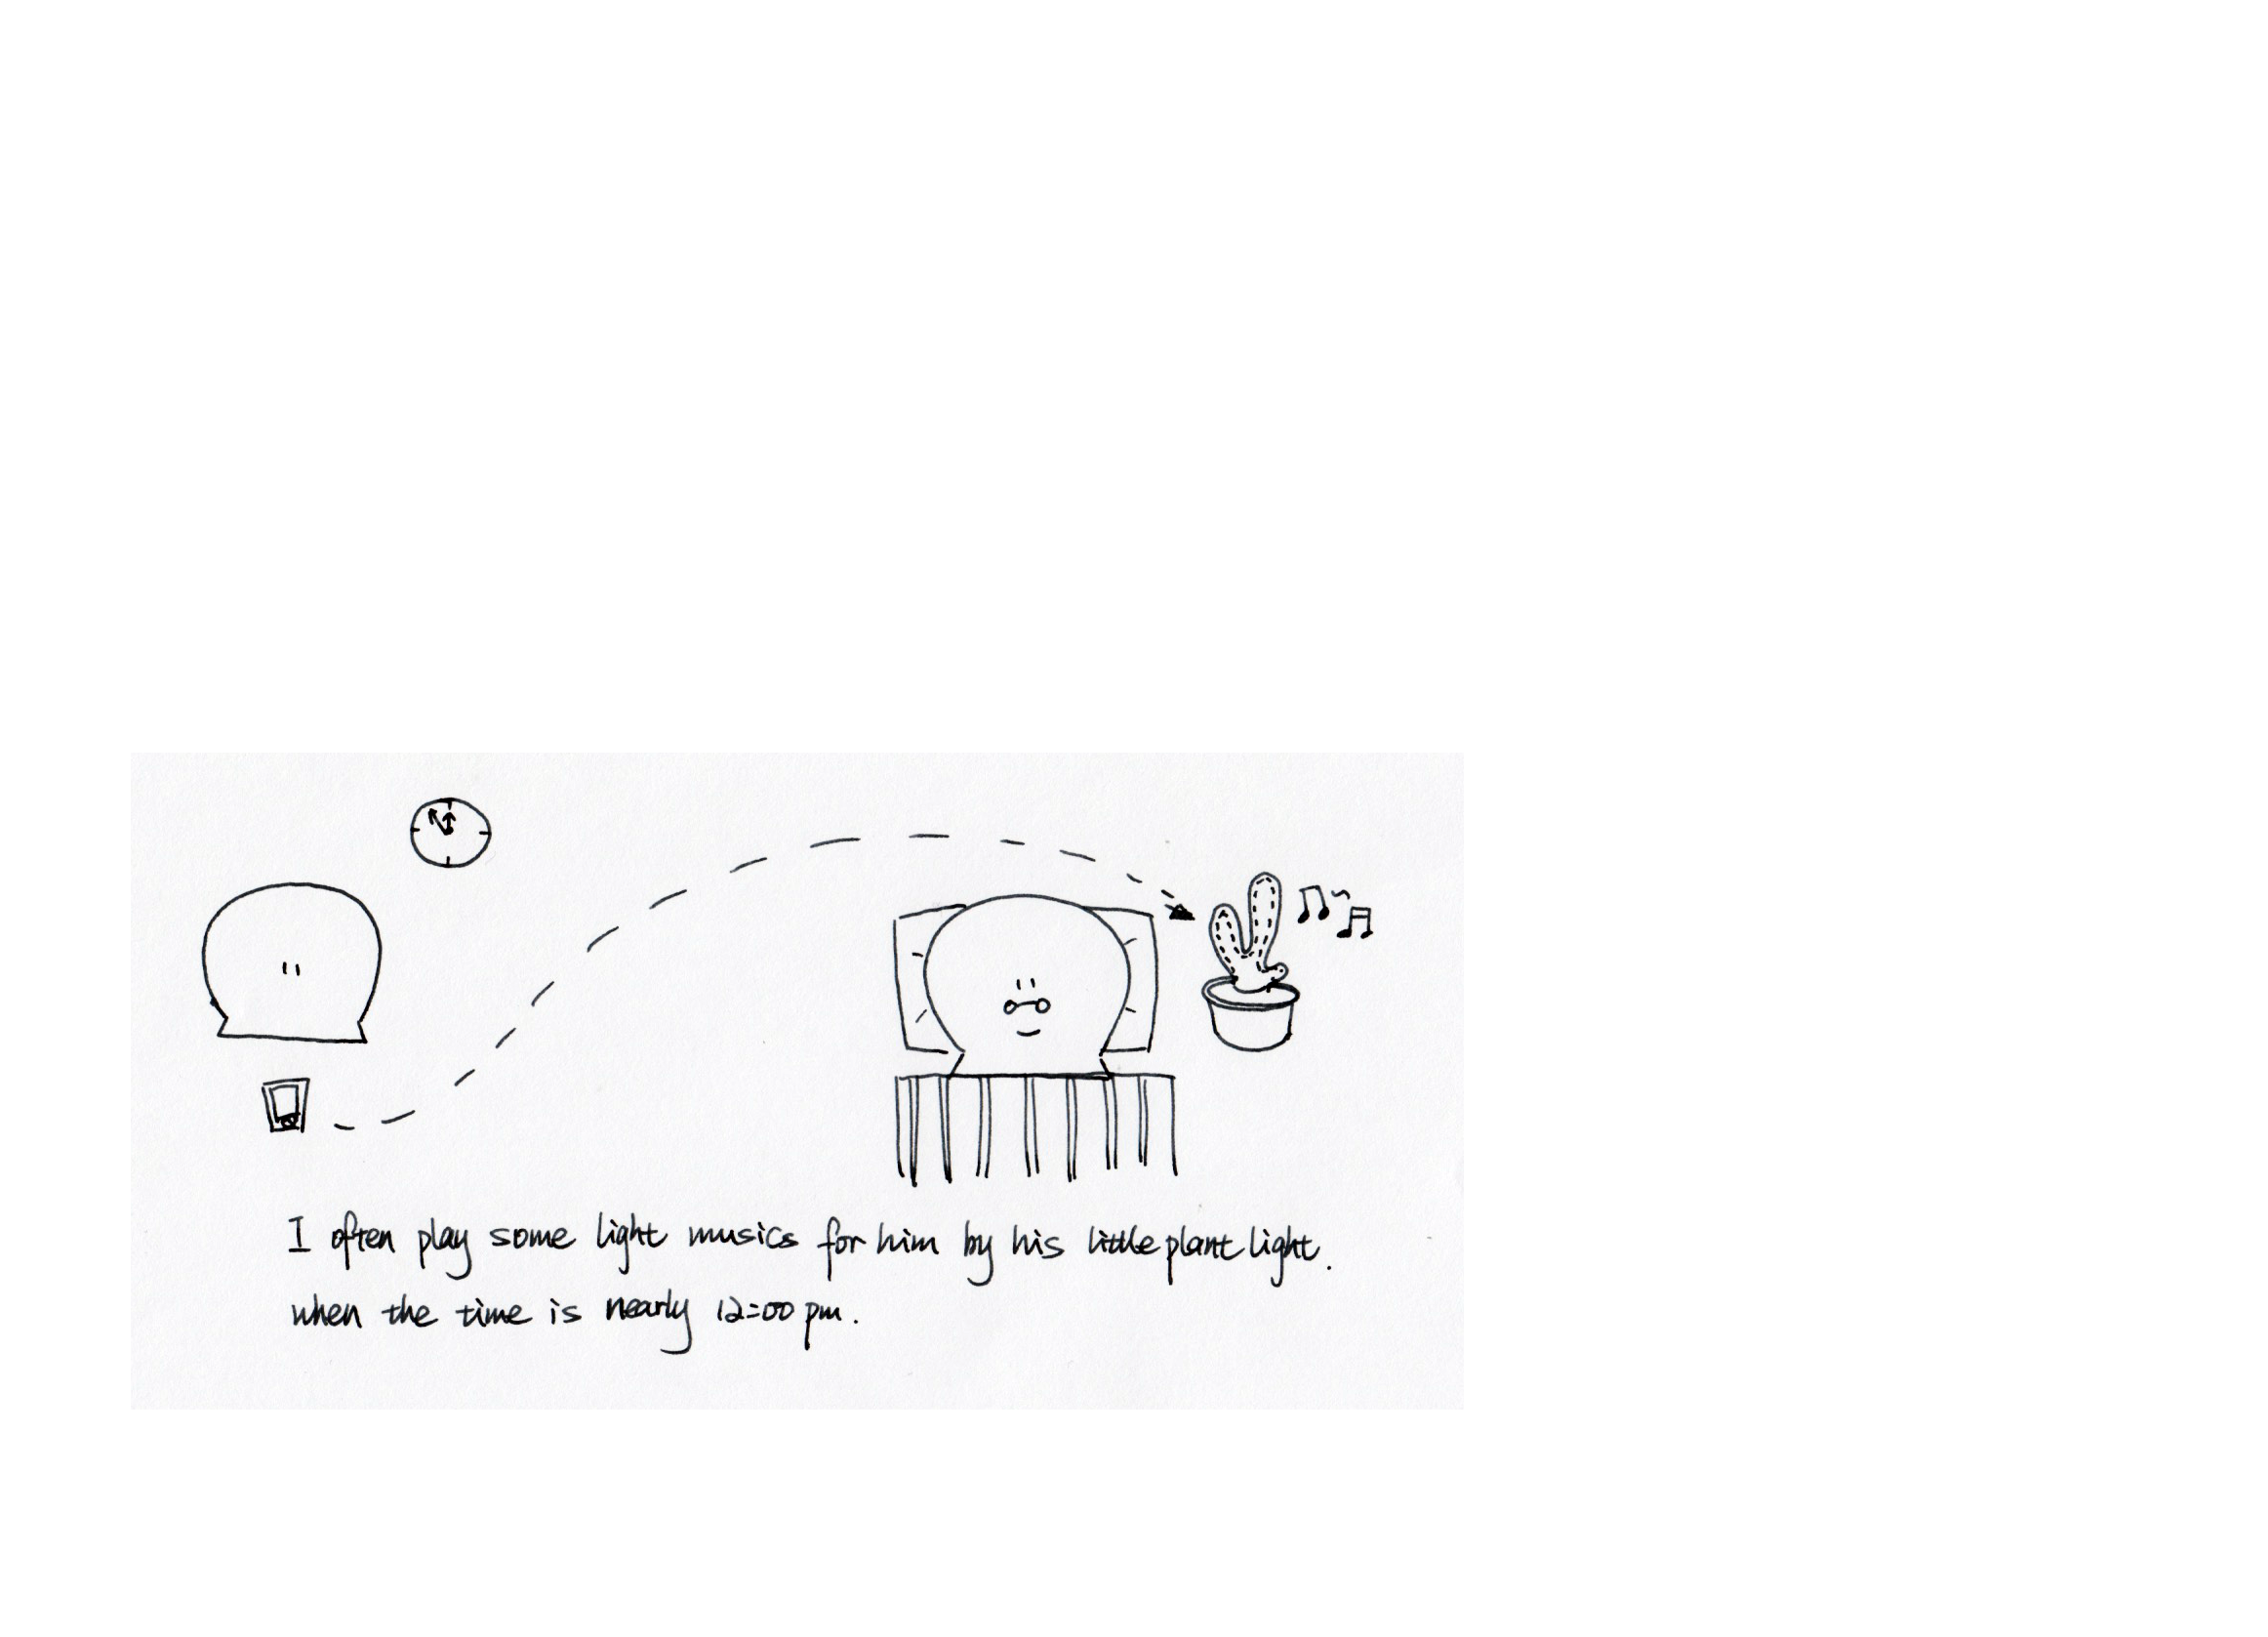 I often play some light musics for him by his little plant light.
when the time is nearly 12:00 pm.